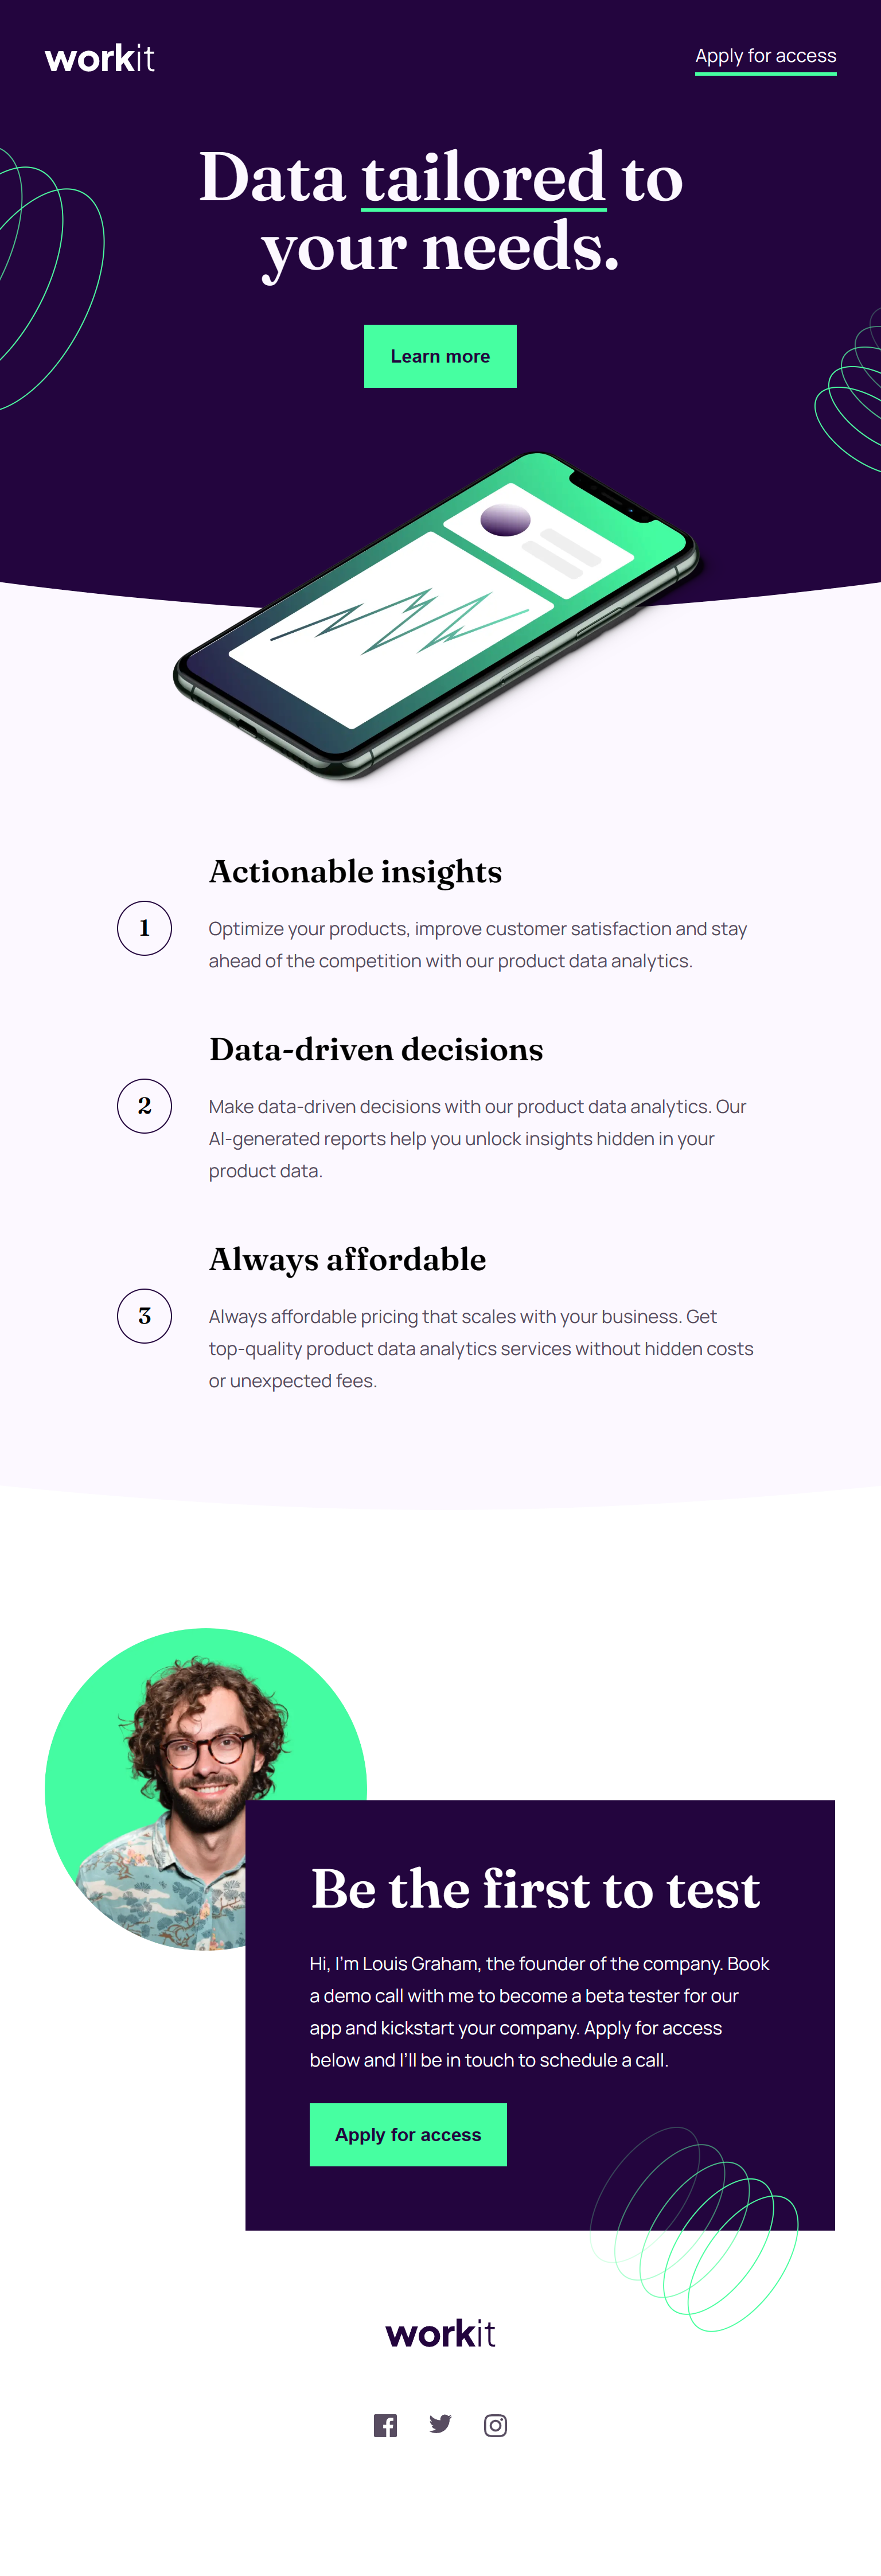 workit
Apply for access
Data tailored to
your needs.
Learn more
Actionable insights
1
Optimize your products, improve customer satisfaction and stay
ahead of the competition with our product data analytics.
Data-driven decisions
2
Make data-driven decisions with our product data analytics. Our
AI-generated reports help you unlock insights hidden in your
product data.
Always affordable
3
Always affordable pricing that scales with your business. Get
top-quality product data analytics services without hidden costs
or unexpected fees.
Be the first to test
Hi, I'm Louis Graham, the founder of the company. Book
a demo call with me to become a beta tester for our
app and kickstart your company. Apply for access
below and I'll be in touch to schedule a call.
Apply for access
workit